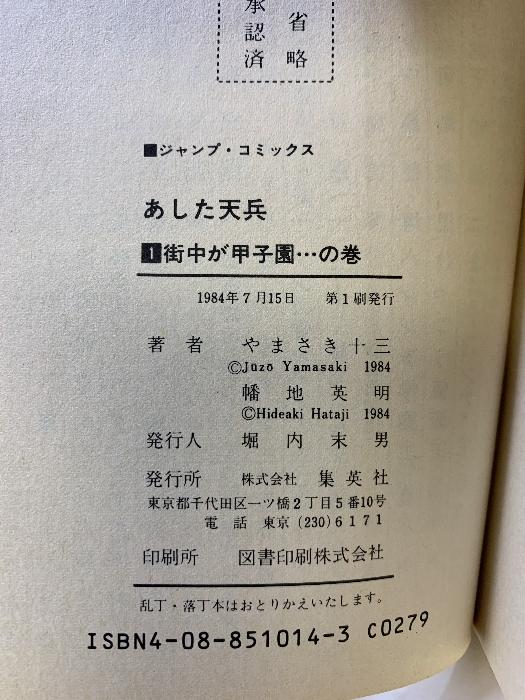 省略
承認済
■ジャンプ・コミックス
あした天兵
1街中が甲子園…の巻
1984年7月15日 第1刷発行
著者 やまさき十三
©Jūzō Yamasaki 1984
幡地英明
©Hideaki Hataji 1984
発行人 堀内末男
発行所 株式会社 集英社
東京都千代田区一ツ橋2丁目5番10号
電話 東京(230)6171
印刷所 図書印刷株式会社
乱丁・落丁本はおとりかえいたします。
ISBN4-08-851014-3 C0279